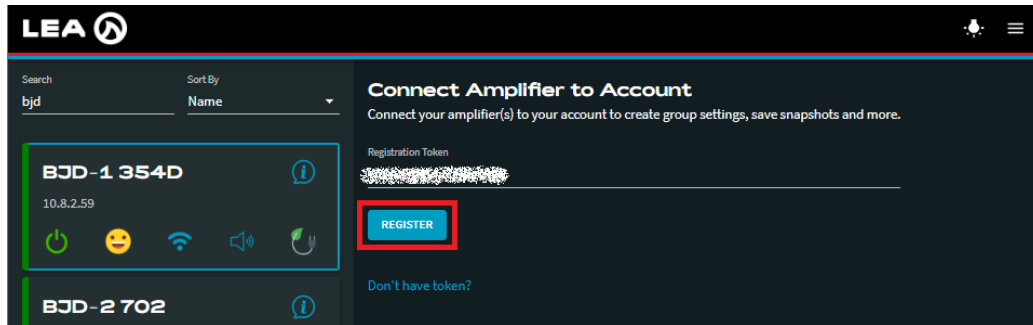 LEA
Search
bjd
Sort By
Name
BJD-1 354D
10.8.2.59
BJD-2 702
Connect Amplifier to Account
Connect your amplifier(s) to your account to create group settings, save snapshots and more.
Registration Token
REGISTER
Don't have token?